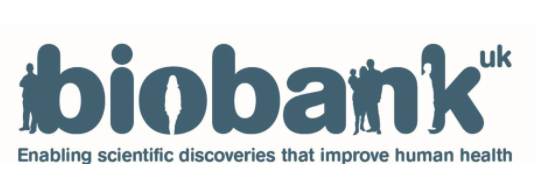 biobank uk
Enabling scientific discoveries that improve human health